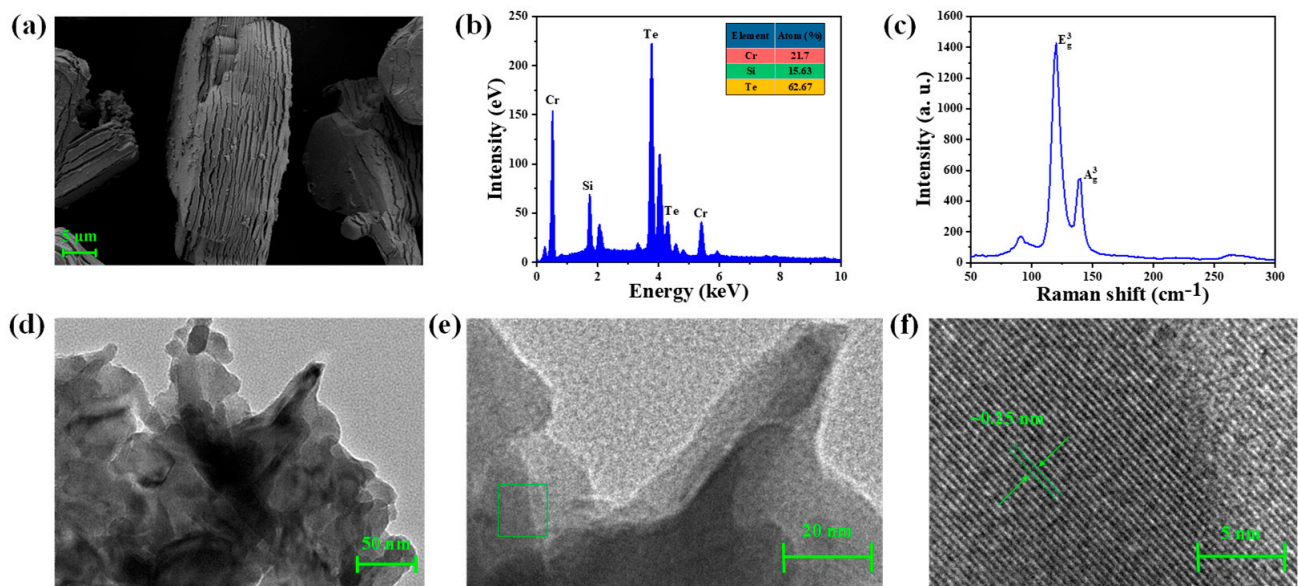 (a)
5 μm
(b)
Intensity (eV)
250
200
150
100
50
0
0 2 4 6 8 10
Energy (keV)
Cr
Si
Te
Te
Cr
Element Atom (%)
Cr 21.7
Si 15.63
Te 62.67
(c)
Intensity (a. u.)
1600
1400
1200
1000
800
600
400
200
0
50 100 150 200 250 300
Raman shift (cm⁻¹)
E³g
A³g
(d)
50 nm
(e)
20 nm
(f)
~0.25 nm
5 nm